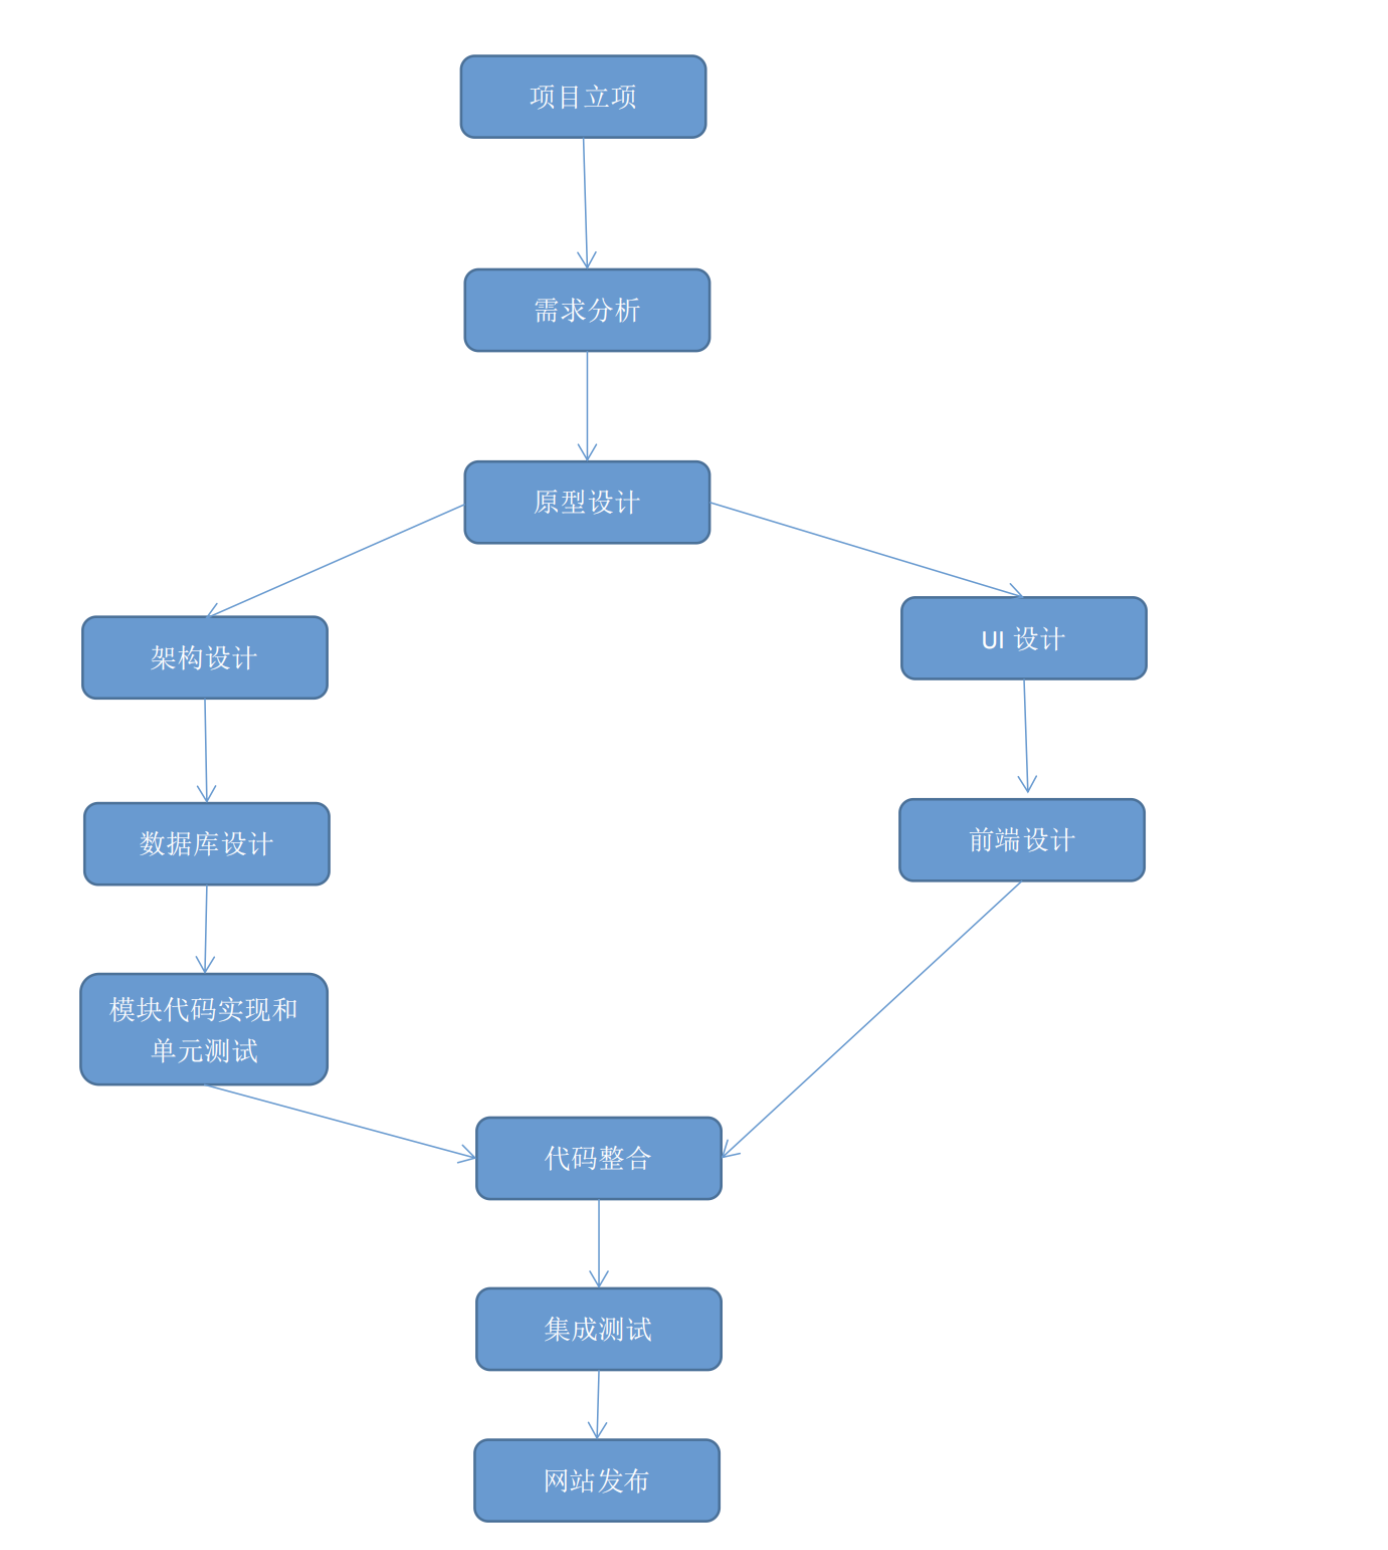 项目立项
需求分析
原型设计
UI 设计
架构设计
前端设计
数据库设计
模块代码实现和
单元测试
代码整合
集成测试
网站发布